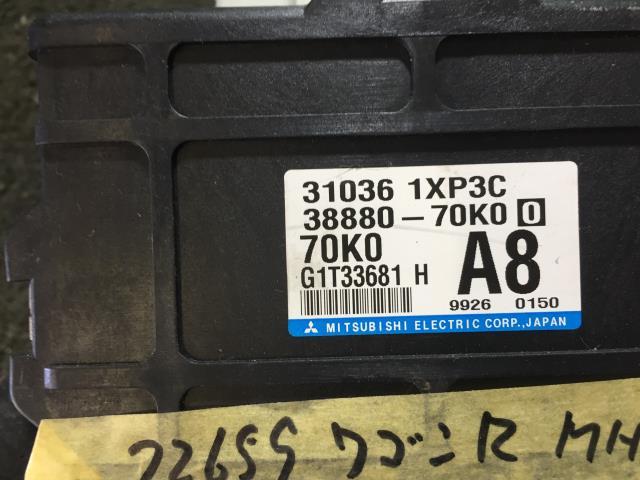 31036 1XP3C
38880-70K0 0
70K0 A8
G1T33681 H
9926 0150
MITSUBISHI ELECTRIC CORP., JAPAN
22659 ワゴンR MH